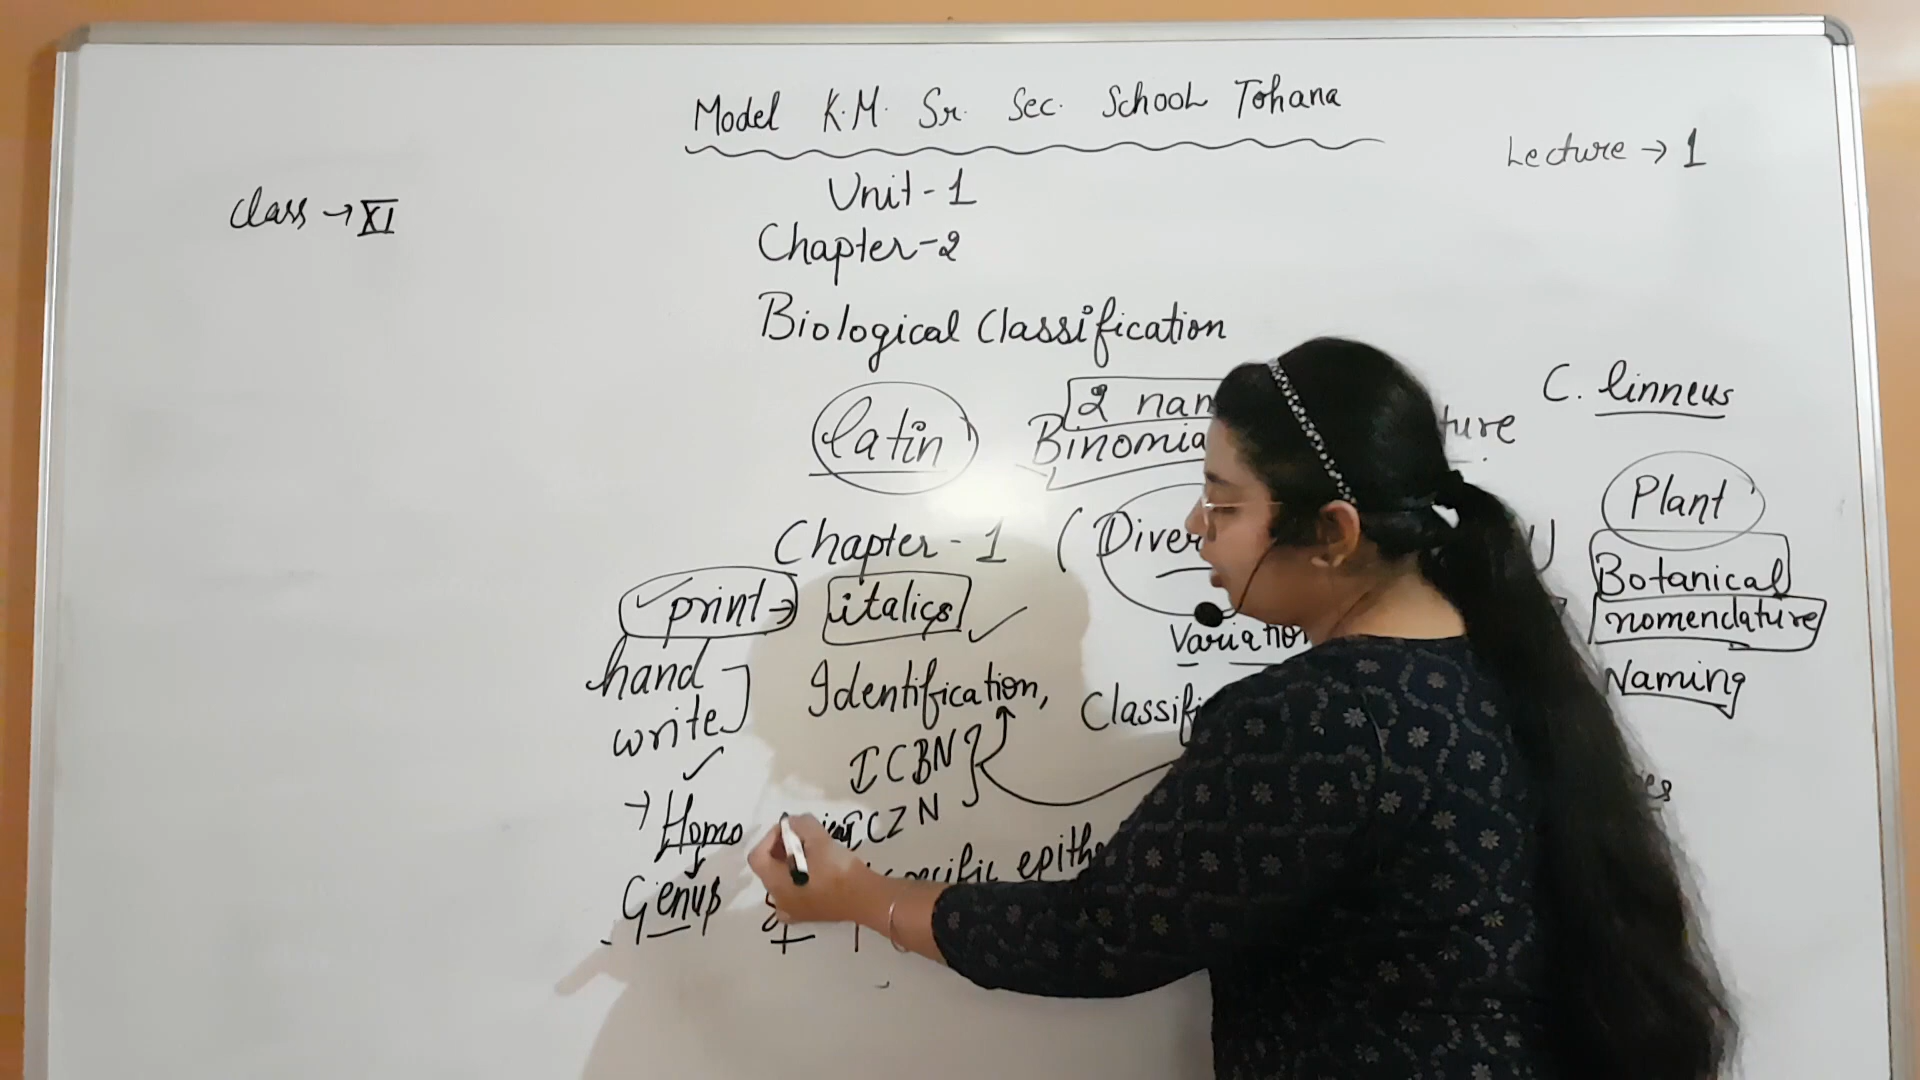 Model K.M. Sr. Sec. School Tohana
Lecture → 1
Class → XI
Unit - 1
Chapter-2
Biological Classification
C. linneus
2
latin
Plant
Chapter - 1 (
Botanical
print → italics
nomenclature
hand
write
Identification,
Naming
ICBN
→ Homo
ICZN
Genus